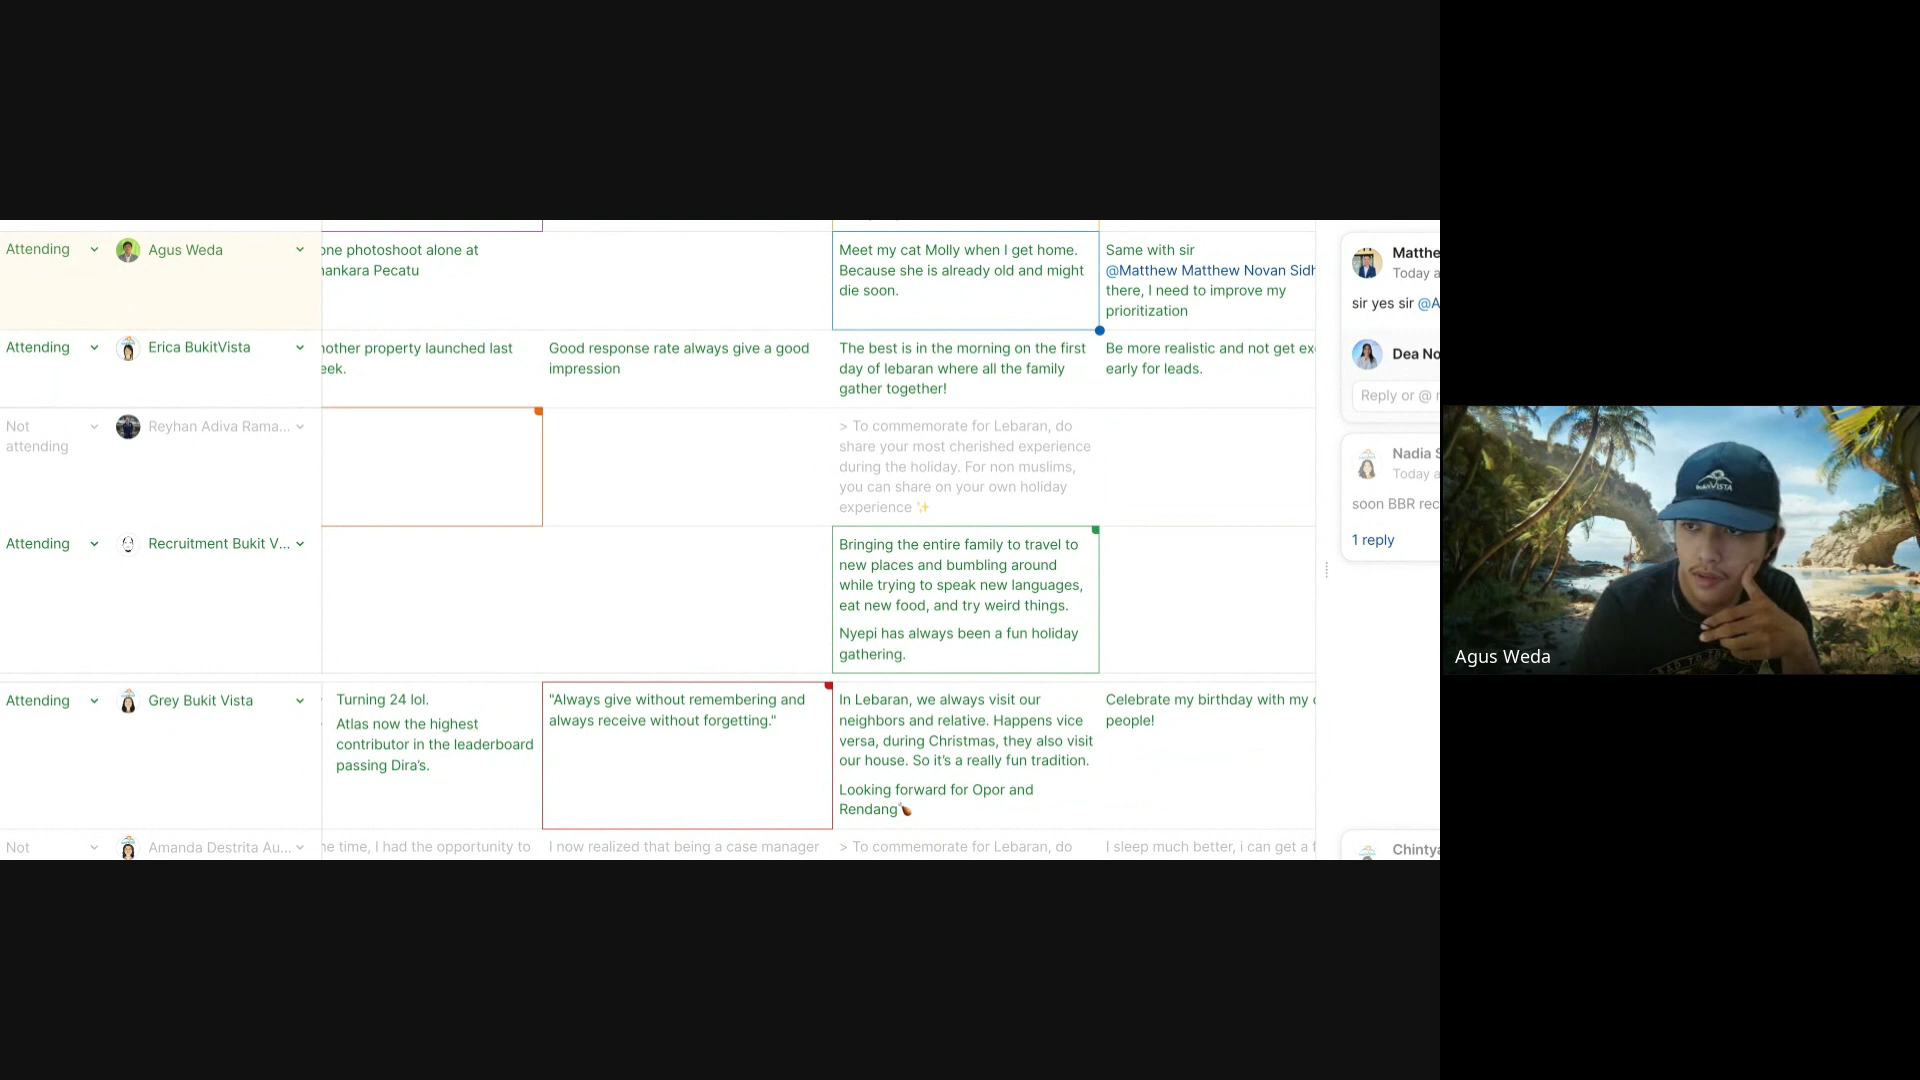 Attending
Agus Weda
one photoshoot alone at
nankara Pecatu
Meet my cat Molly when I get home.
Because she is already old and might
die soon.
Same with sir
@Matthew Matthew Novan Sidh
there, I need to improve my
prioritization
Attending
Erica BukitVista
nother property launched last
eek.
Good response rate always give a good
impression
The best is in the morning on the first
day of lebaran where all the family
gather together!
Be more realistic and not get ex
early for leads.
Not
attending
Reyhan Adiva Rama...
> To commemorate for Lebaran, do
share your most cherished experience
during the holiday. For non muslims,
you can share on your own holiday
experience ✨
Attending
Recruitment Bukit V...
Bringing the entire family to travel to
new places and bumbling around
while trying to speak new languages,
eat new food, and try weird things.
Nyepi has always been a fun holiday
gathering.
Attending
Grey Bukit Vista
Turning 24 lol.
Atlas now the highest
contributor in the leaderboard
passing Dira's.
"Always give without remembering and
always receive without forgetting."
In Lebaran, we always visit our
neighbors and relative. Happens vice
versa, during Christmas, they also visit
our house. So it's a really fun tradition.
Looking forward for Opor and
Rendang🍗
Celebrate my birthday with my
people!
Not
Amanda Destrita Au...
he time, I had the opportunity to
I now realized that being a case manager
> To commemorate for Lebaran, do
I sleep much better, i can get a f
Matthe
Today a
sir yes sir @A
Dea No
Reply or @
Nadia S
Today a
soon BBR rec
1 reply
Chintya
BukitVISTA
Agus Weda